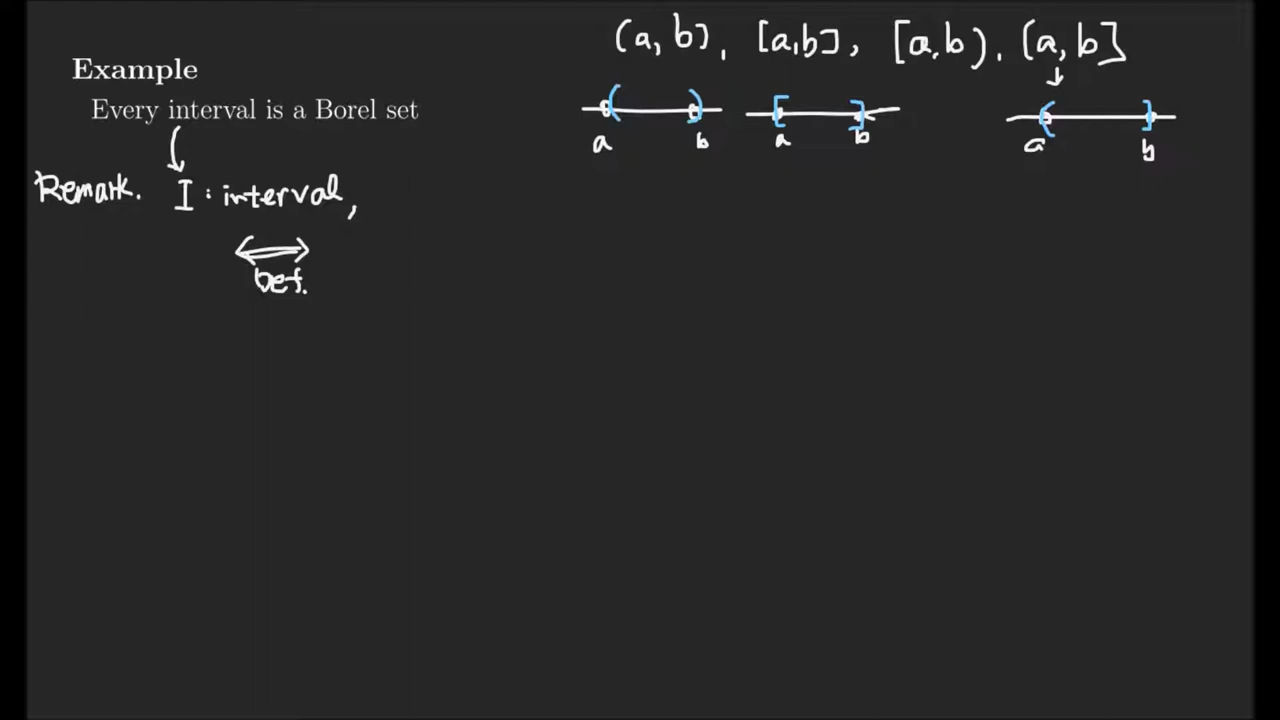 (a, b), [a,b], [a,b), (a, b]
Example
Every interval is a Borel set
a b a b a b
Remark. I : interval,
⟺
Def.